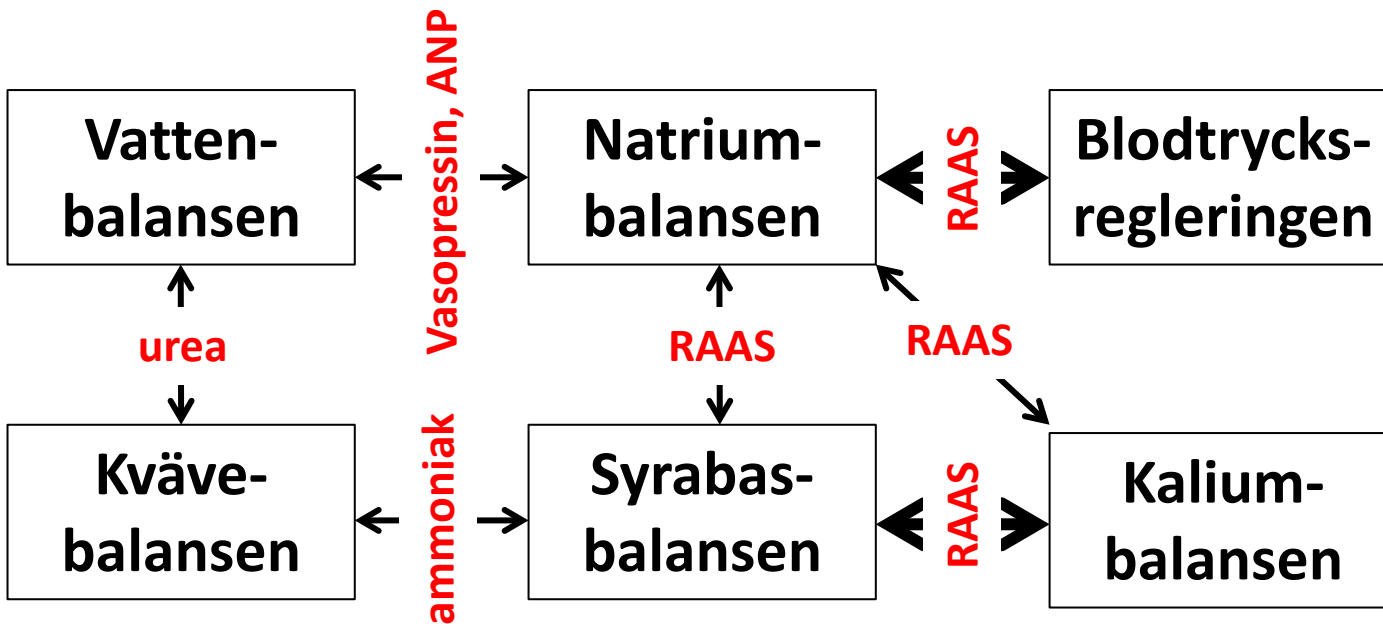 Vatten-
balansen
Vasopressin, ANP
Natrium-
balansen
RAAS
Blodtrycks-
regleringen
urea
RAAS
RAAS
Kväve-
balansen
ammoniak
Syrabas-
balansen
RAAS
Kalium-
balansen